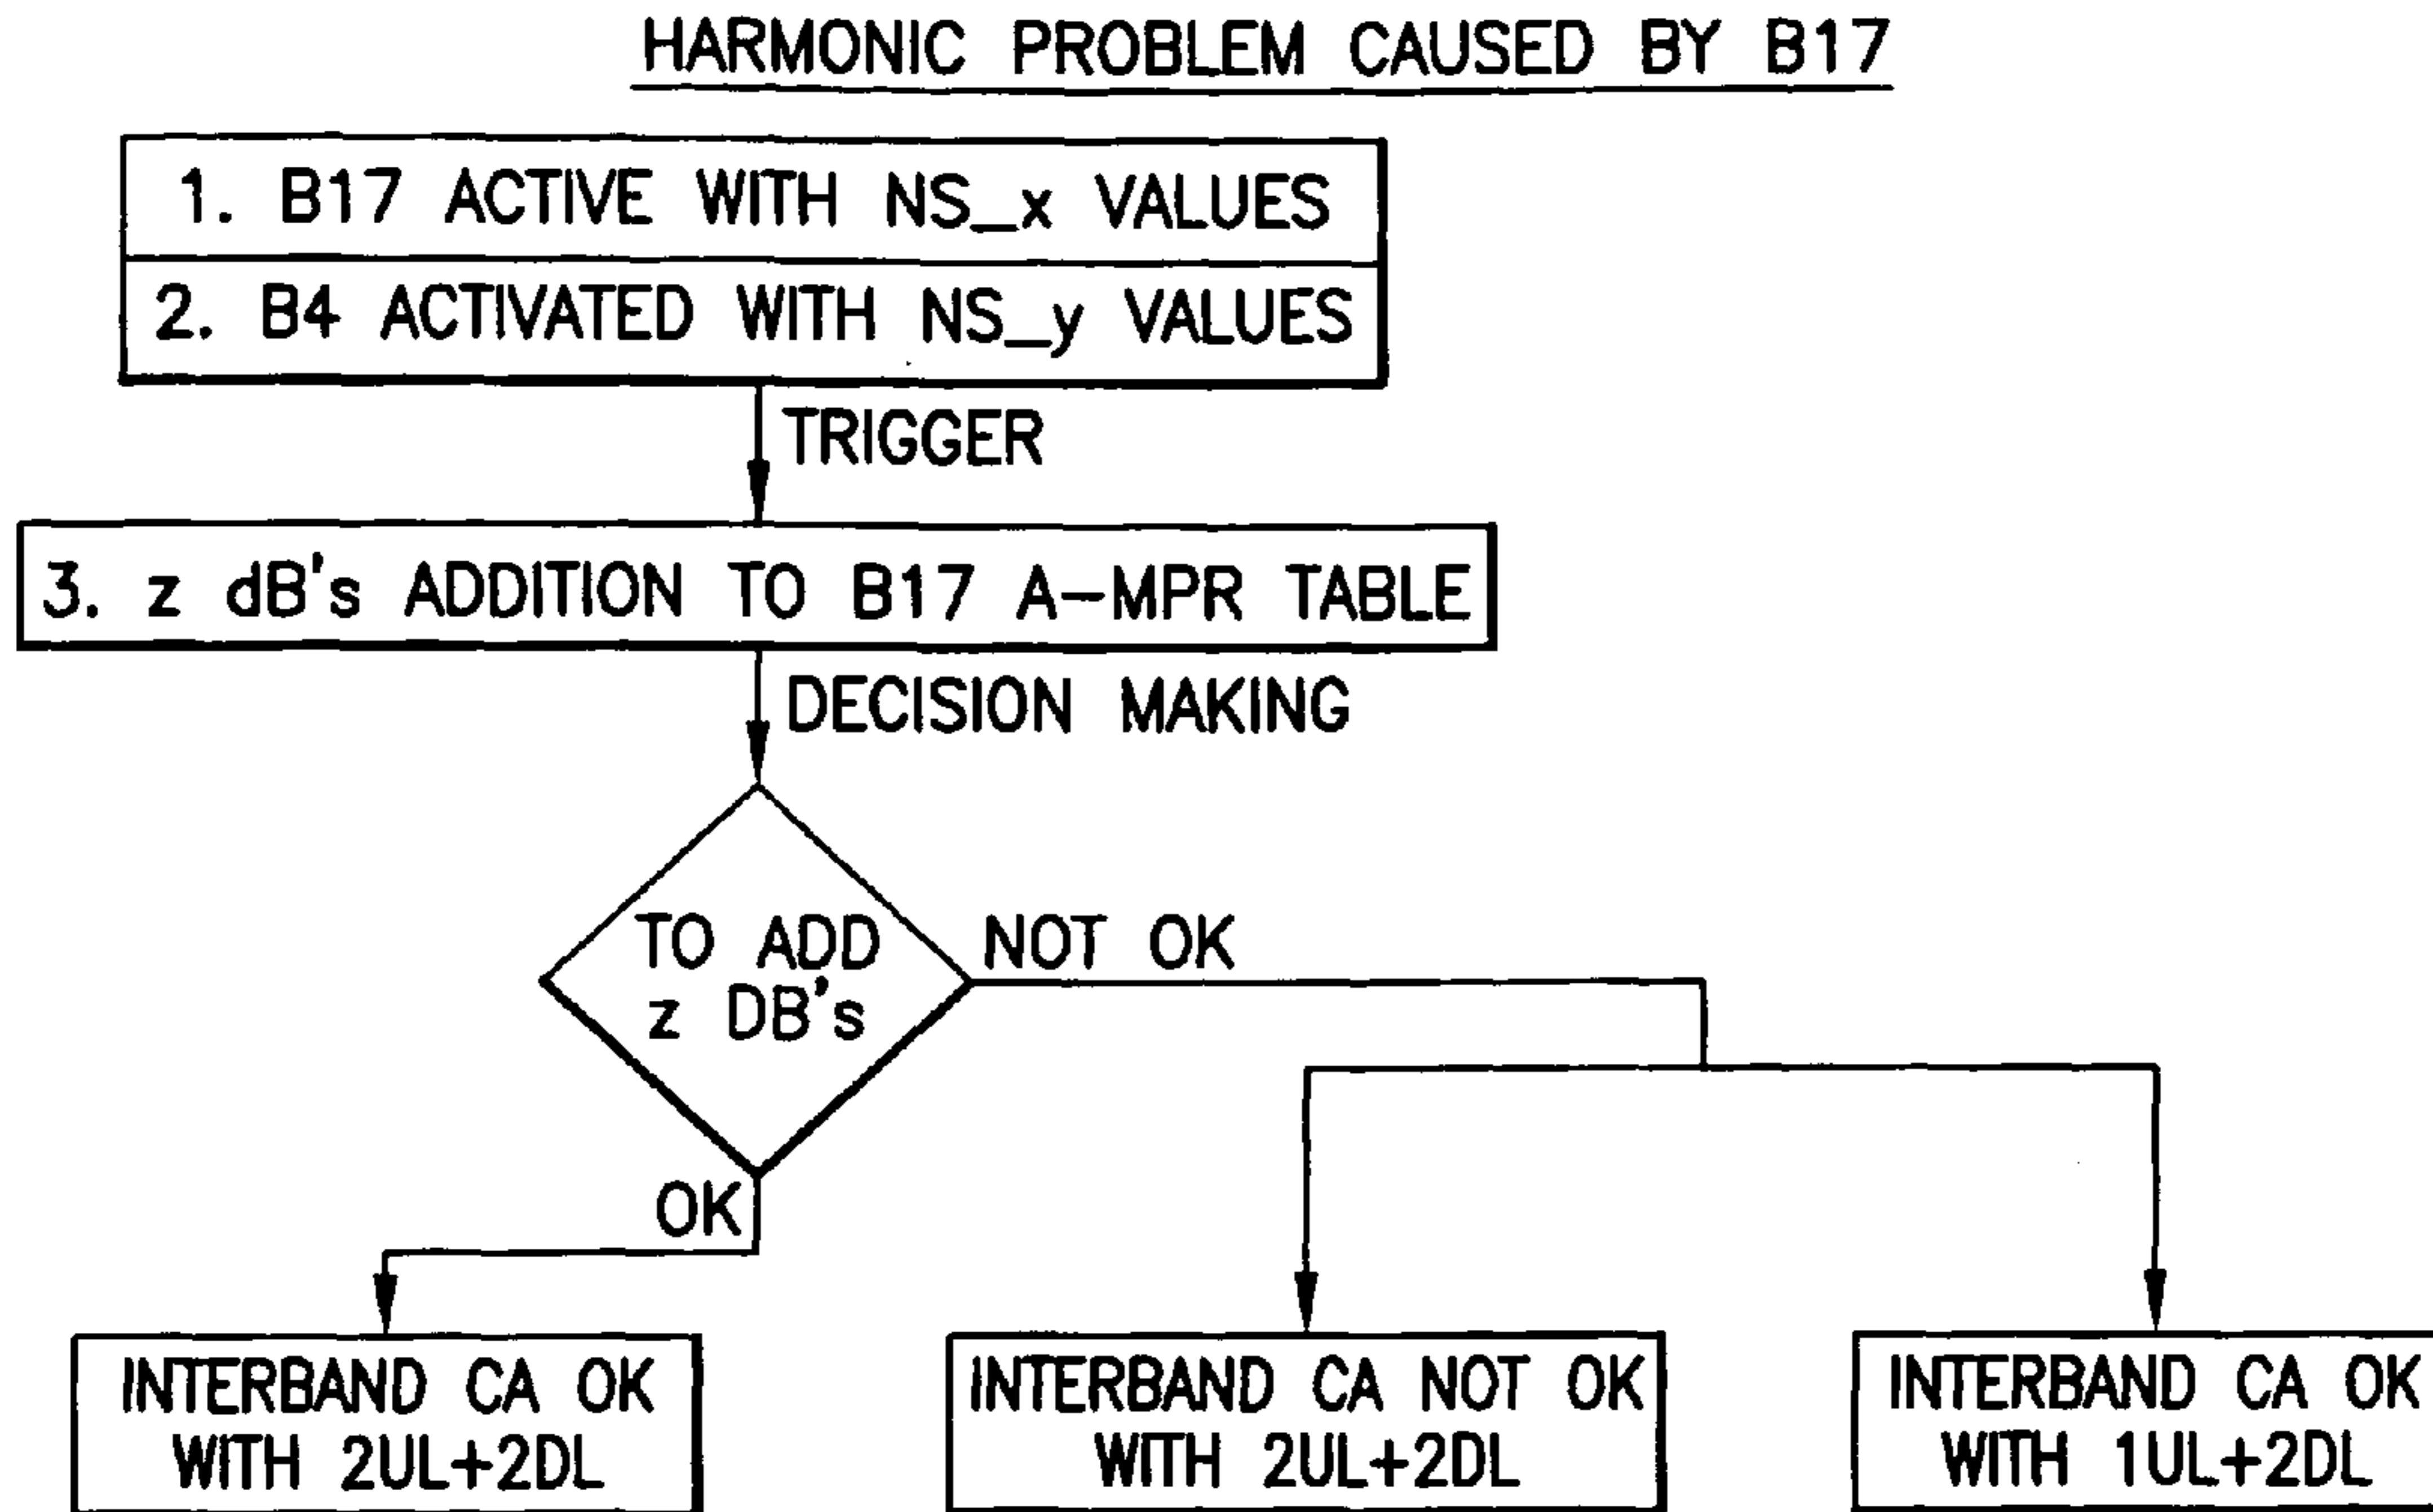 HARMONIC PROBLEM CAUSED BY B17
1. B17 ACTIVE WITH NS_x VALUES
2. B4 ACTIVATED WITH NS_y VALUES
TRIGGER
3. z dB's ADDITION TO B17 A-MPR TABLE
DECISION MAKING
TO ADD
z DB's
NOT OK
OK
INTERBAND CA OK
WITH 2UL+2DL
INTERBAND CA NOT OK
WITH 2UL+2DL
INTERBAND CA OK
WITH 1UL+2DL